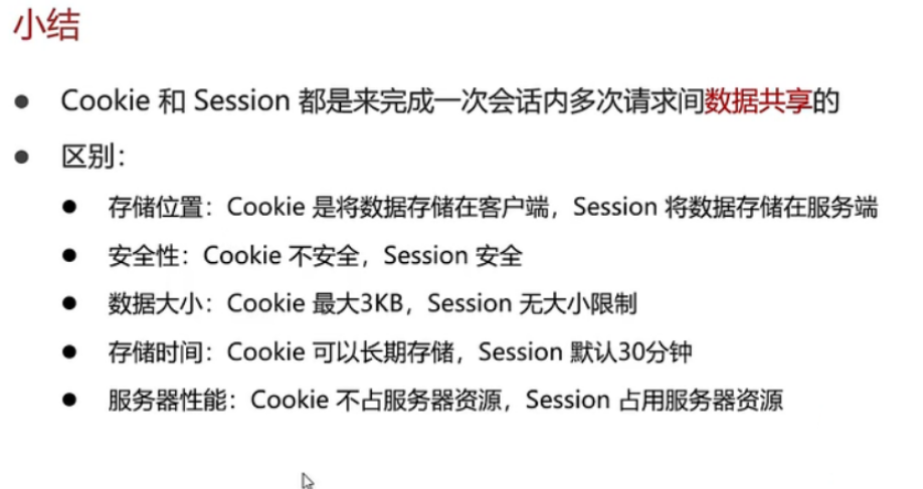 小结
● Cookie 和 Session 都是来完成一次会话内多次请求间数据共享的
● 区别：
● 存储位置：Cookie 是将数据存储在客户端，Session 将数据存储在服务端
● 安全性：Cookie 不安全，Session 安全
● 数据大小：Cookie 最大3KB，Session 无大小限制
● 存储时间：Cookie 可以长期存储，Session 默认30分钟
● 服务器性能：Cookie 不占服务器资源，Session 占用服务器资源